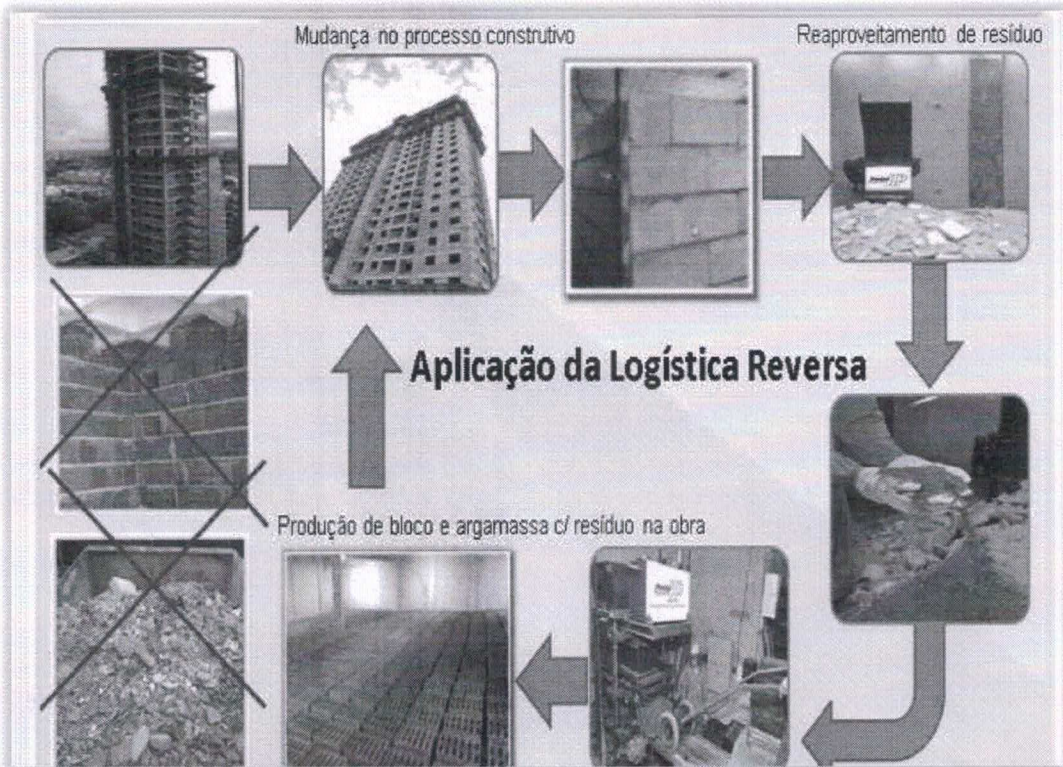 Mudança no processo construtivo
Reaproveitamento de resíduo
Aplicação da Logística Reversa
Produção de bloco e argamassa c/ resíduo na obra